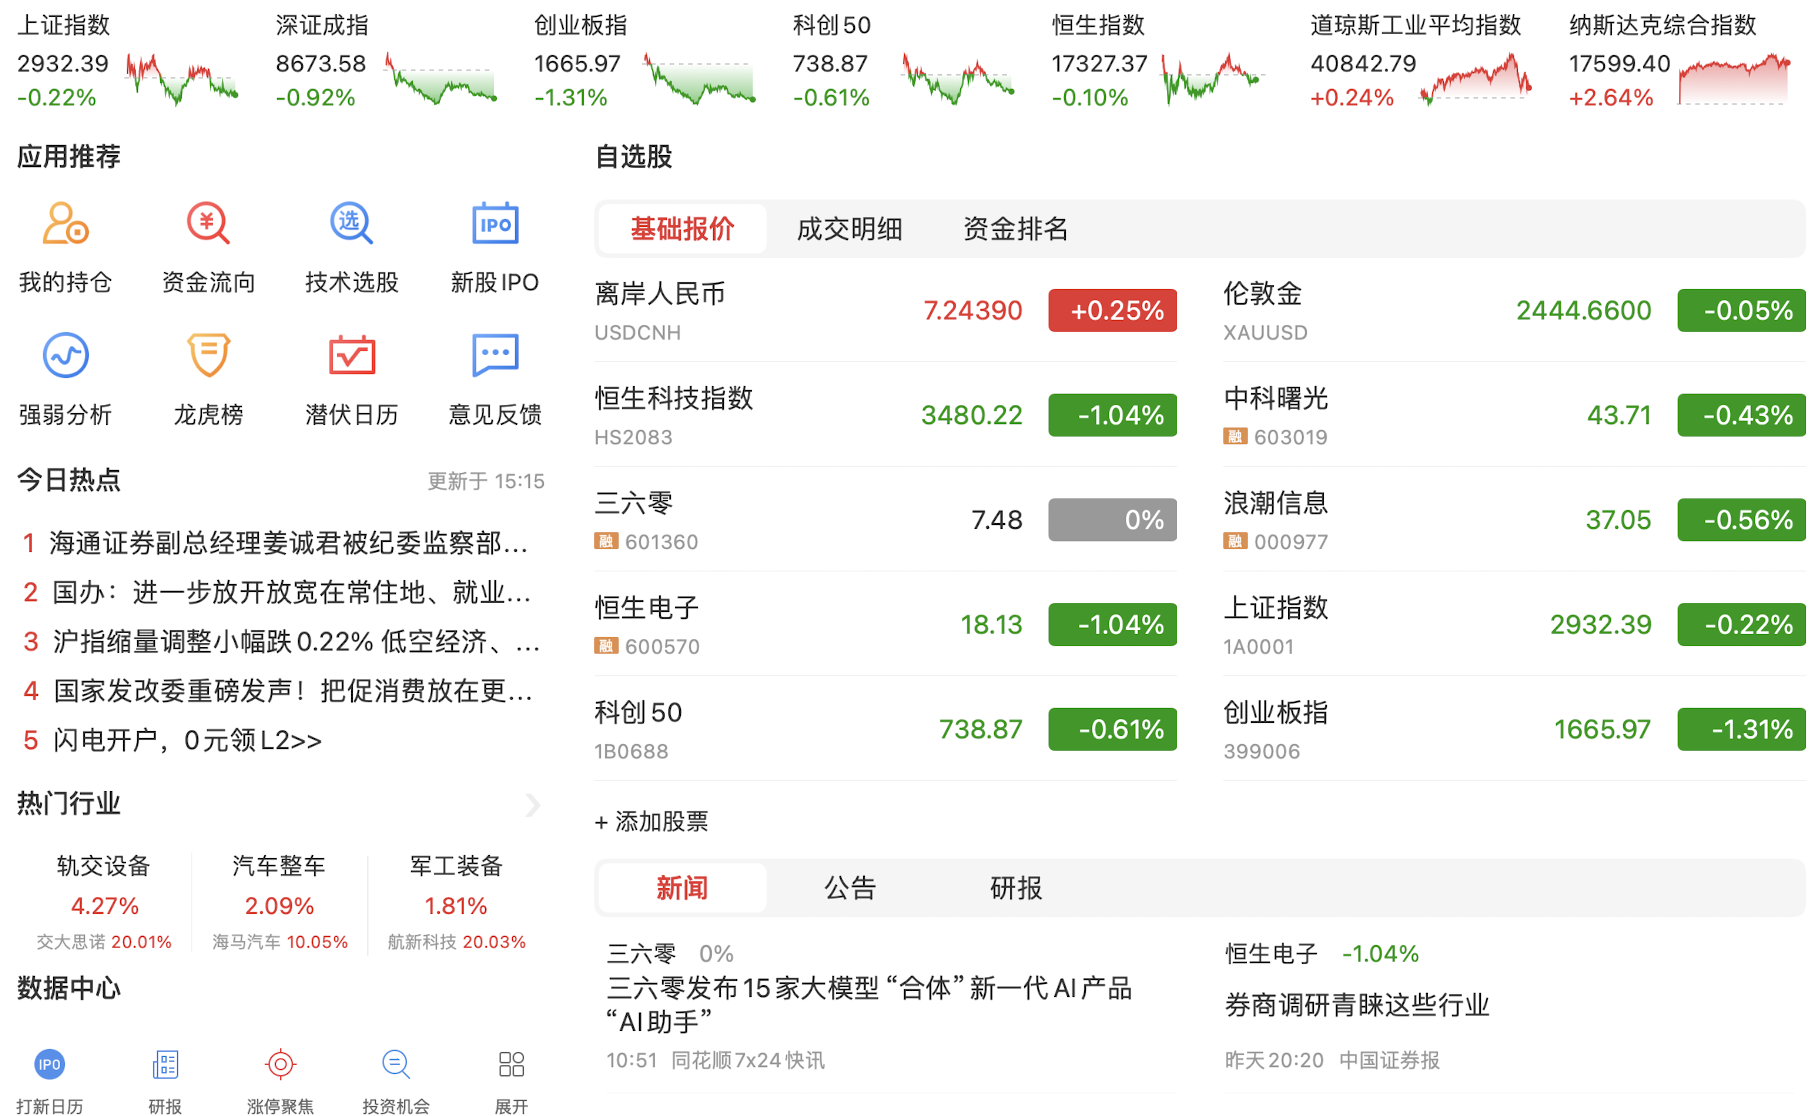 上证指数
2932.39
-0.22%
深证成指
8673.58
-0.92%
创业板指
1665.97
-1.31%
科创50
738.87
-0.61%
恒生指数
17327.37
-0.10%
道琼斯工业平均指数
40842.79
+0.24%
纳斯达克综合指数
17599.40
+2.64%
应用推荐
我的持仓
¥
资金流向
选
技术选股
IPO
新股IPO
强弱分析
龙虎榜
潜伏日历
意见反馈
今日热点
更新于 15:15
1 海通证券副总经理姜诚君被纪委监察部...
2 国办：进一步放开放宽在常住地、就业...
3 沪指缩量调整小幅跌0.22% 低空经济、...
4 国家发改委重磅发声！把促消费放在更...
5 闪电开户，0元领L2>>
热门行业
轨交设备
4.27%
交大思诺 20.01%
汽车整车
2.09%
海马汽车 10.05%
军工装备
1.81%
航新科技 20.03%
数据中心
IPO
打新日历
研报
涨停聚焦
投资机会
展开
自选股
基础报价 成交明细 资金排名
离岸人民币
USDCNH
7.24390 +0.25%
伦敦金
XAUUSD
2444.6600 -0.05%
恒生科技指数
HS2083
3480.22 -1.04%
中科曙光
融 603019
43.71 -0.43%
三六零
融 601360
7.48 0%
浪潮信息
融 000977
37.05 -0.56%
恒生电子
融 600570
18.13 -1.04%
上证指数
1A0001
2932.39 -0.22%
科创50
1B0688
738.87 -0.61%
创业板指
399006
1665.97 -1.31%
+ 添加股票
新闻 公告 研报
三六零 0%
三六零发布15家大模型“合体”新一代AI产品
“AI助手”
10:51 同花顺7x24快讯
恒生电子 -1.04%
券商调研青睐这些行业
昨天20:20 中国证券报